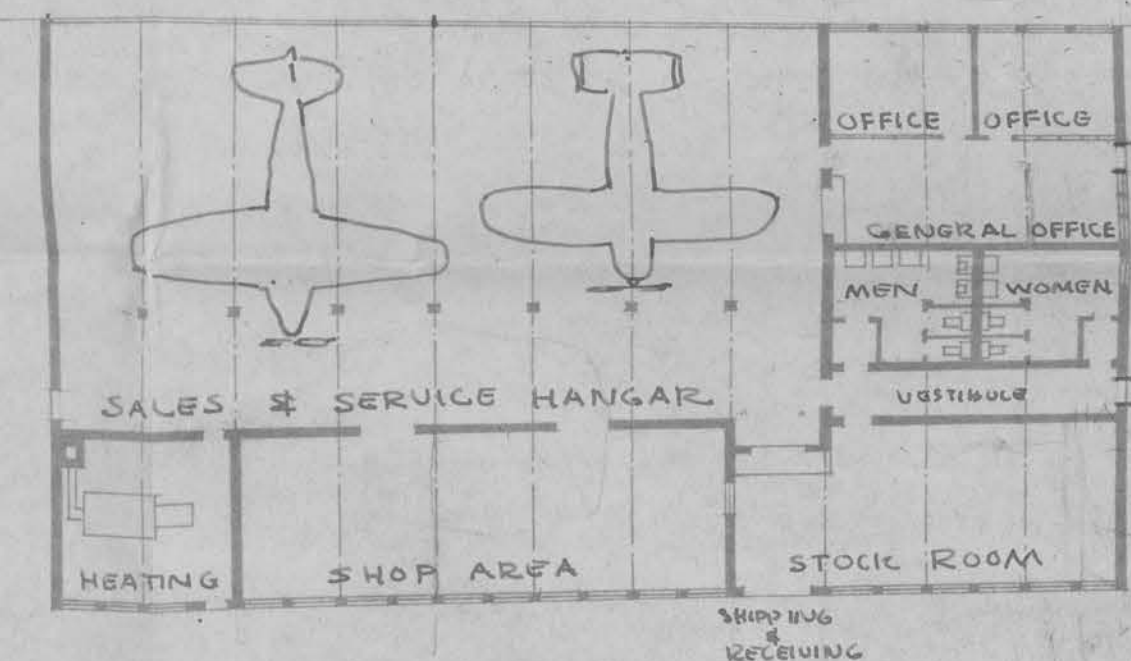 OFFICE OFFICE
GENERAL OFFICE
MEN WOMEN
VESTIBULE
SALES & SERVICE HANGAR
HEATING
SHOP AREA
STOCK ROOM
SHIPPING
&
RECEIVING